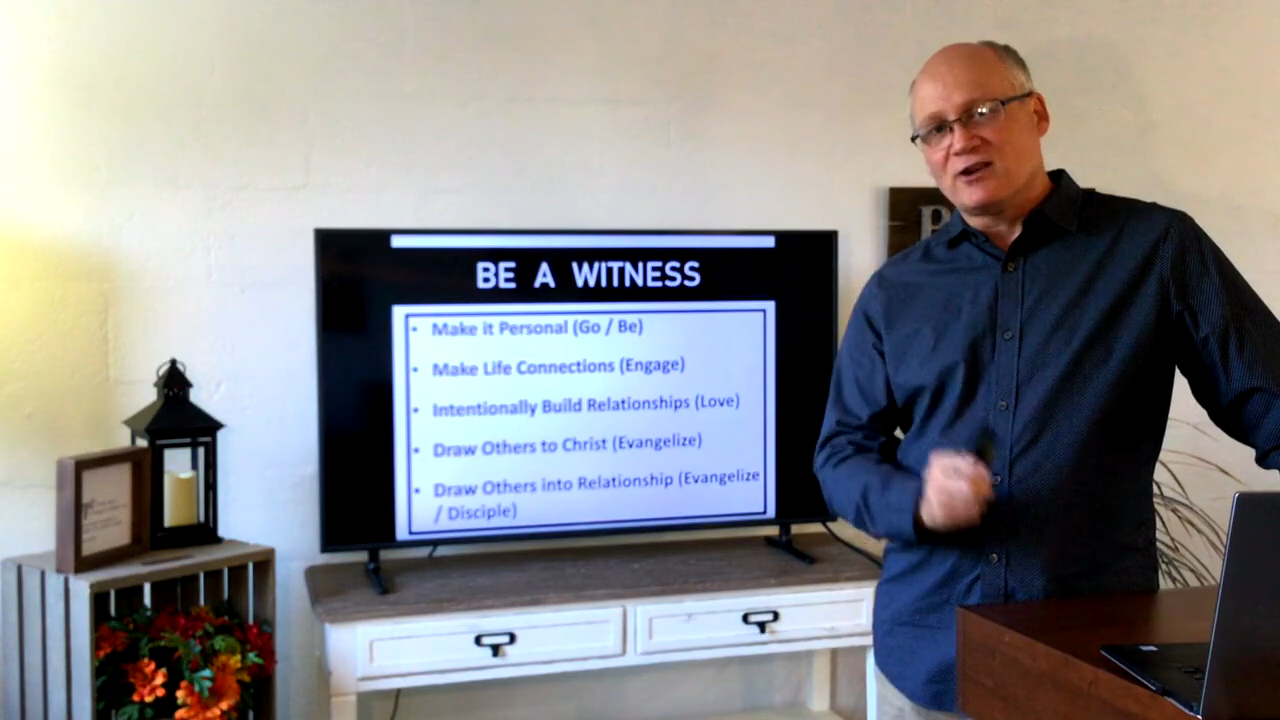 BE A WITNESS
• Make it Personal (Go / Be)
• Make Life Connections (Engage)
• Intentionally Build Relationships (Love)
• Draw Others to Christ (Evangelize)
• Draw Others into Relationship (Evangelize
/ Disciple)